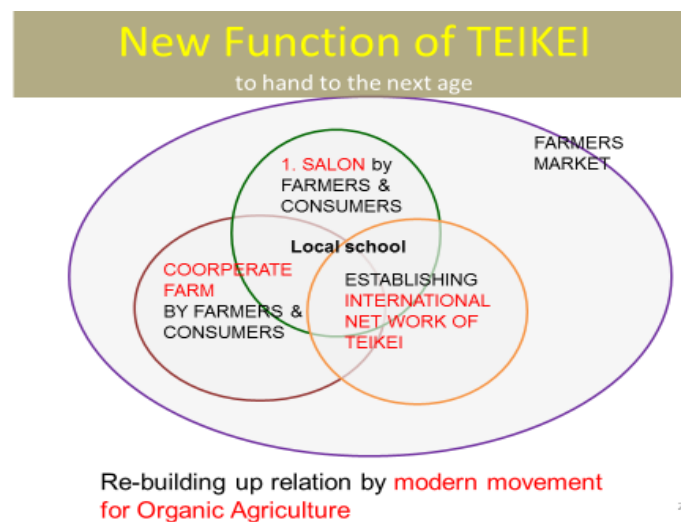 New Function of TEIKEI
to hand to the next age
FARMERS
MARKET
1. SALON by
FARMERS &
CONSUMERS
Local school
COORPERATE
FARM
BY FARMERS &
CONSUMERS
ESTABLISHING
INTERNATIONAL
NET WORK OF
TEIKEI
Re-building up relation by modern movement
for Organic Agriculture